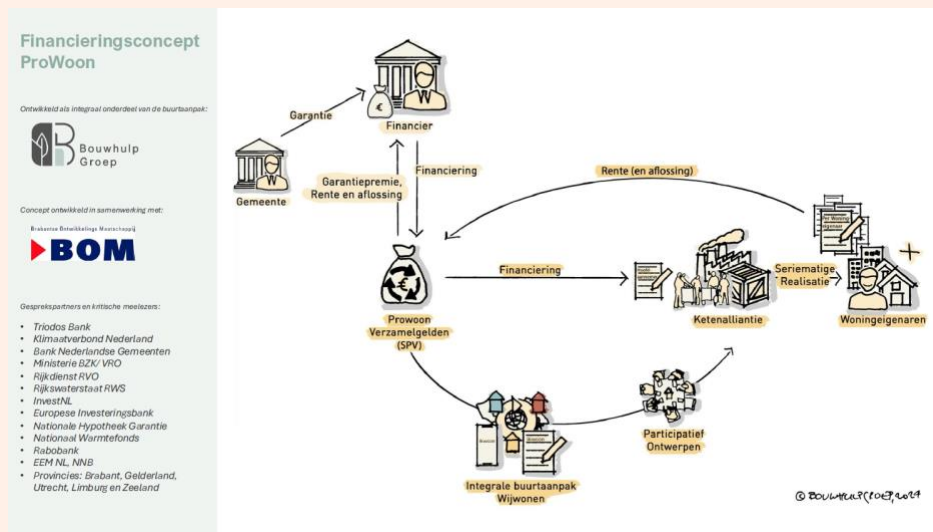 Financieringsconcept
ProWoon
Ontwikkeld als integraal onderdeel van de buurtaanpak:
Bouwhulp
Groep
Concept ontwikkeld in samenwerking met:
Brabantse Ontwikkelings Maatschappij
BOM
Gesprekspartners en kritische meelezers:
• Triodos Bank
• Klimaatverbond Nederland
• Bank Nederlandse Gemeenten
• Ministerie BZK/ VRO
• Rijkdienst RVO
• Rijkswaterstaat RWS
• InvestNL
• Europese Investeringsbank
• Nationale Hypotheek Garantie
• Nationaal Warmtefonds
• Rabobank
• EEM NL, NNB
• Provincies: Brabant, Gelderland,
Utrecht, Limburg en Zeeland
Garantie
€
Financier
Gemeente
Garantiepremie,
Rente en aflossing
Financiering
Rente (en aflossing)
Per Woning-
eigenaar
Financiering
Seriematige
Realisatie
Prowoon
Verzamelgelden
(SPV)
Ketenalliantie
Woningeigenaren
Participatief
Ontwerpen
Integrale buurtaanpak
Wijwonen
© BOUWHULPGROEP, 2024